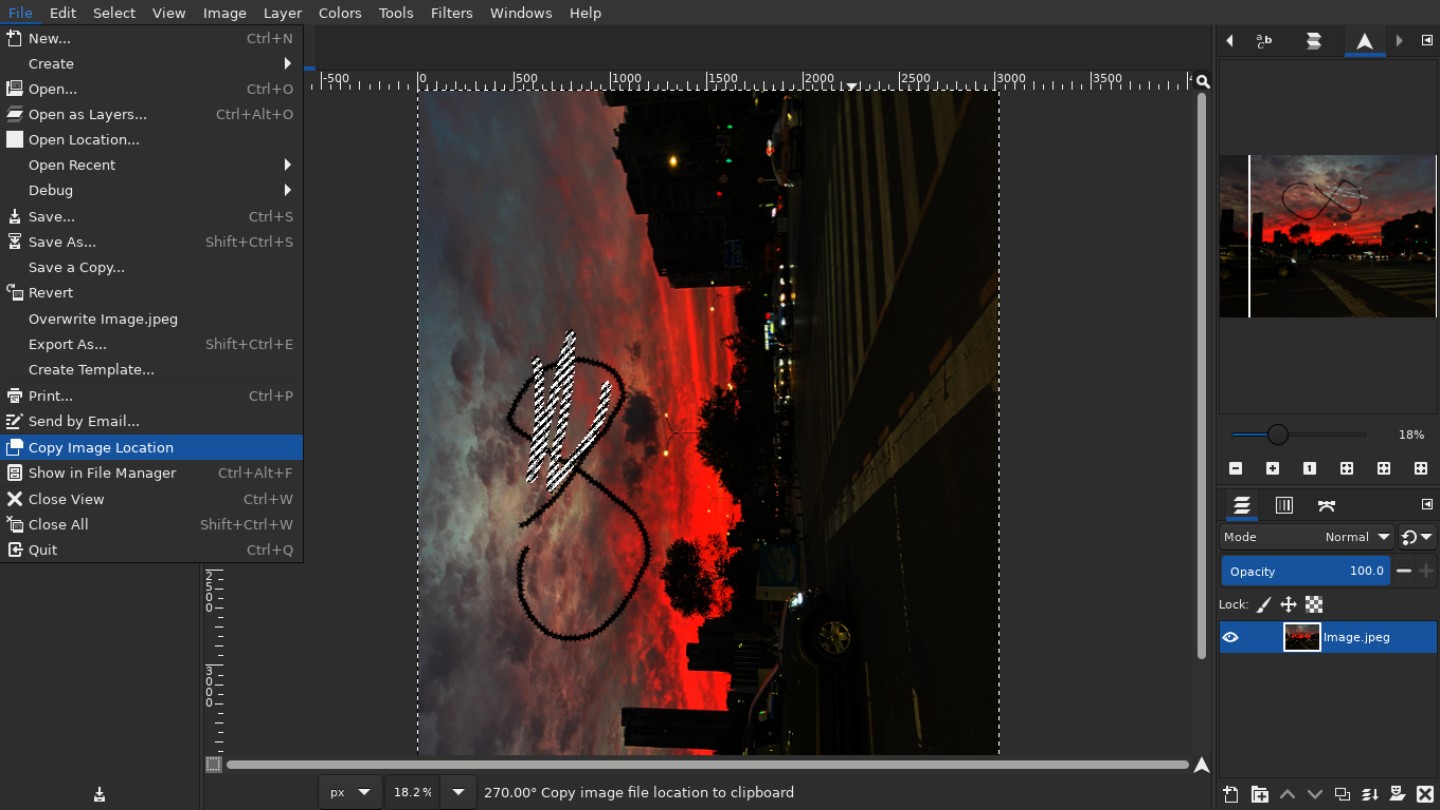 File Edit Select View Image Layer Colors Tools Filters Windows Help
New... Ctrl+N
Create
Open... Ctrl+O
Open as Layers... Ctrl+Alt+O
Open Location...
Open Recent
Debug
Save... Ctrl+S
Save As... Shift+Ctrl+S
Save a Copy...
Revert
Overwrite Image.jpeg
Export As... Shift+Ctrl+E
Create Template...
Print... Ctrl+P
Send by Email...
Copy Image Location
Show in File Manager Ctrl+Alt+F
Close View Ctrl+W
Close All Shift+Ctrl+W
Quit Ctrl+Q
-500 0 500 1000 1500 2000 2500 3000 3500
2500
3000
px 18.2% 270.00° Copy image file location to clipboard
18%
Mode Normal
Opacity 100.0
Lock:
Image.jpeg